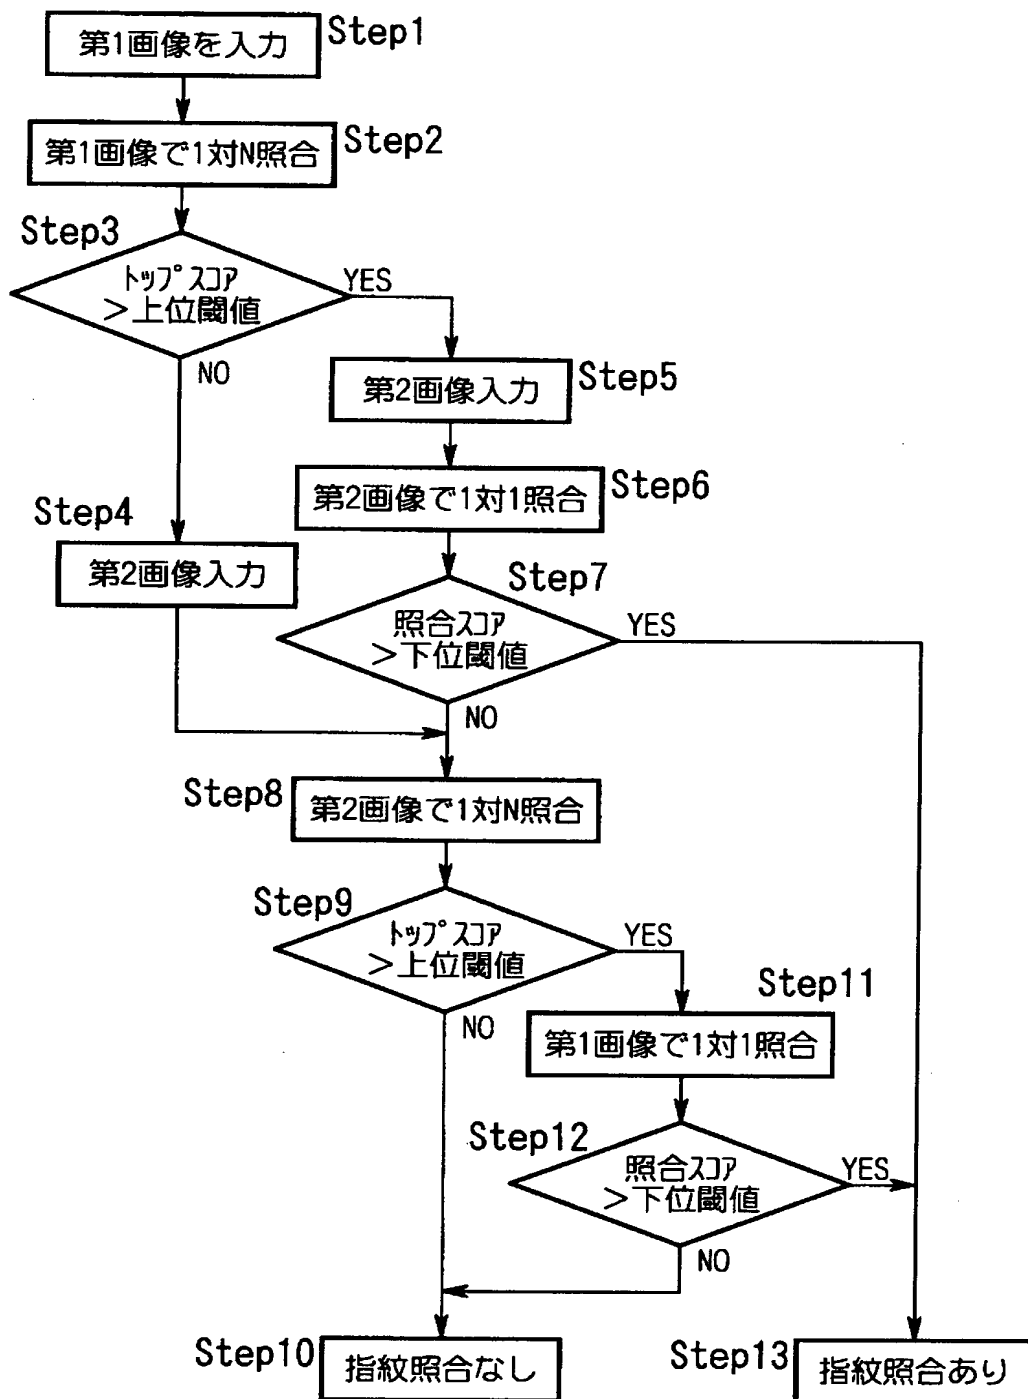 第1画像を入力
Step1
第1画像で1対N照合
Step2
Step3
トップスコア
＞上位閾値
YES
NO
第2画像入力
Step5
第2画像で1対1照合
Step6
Step4
第2画像入力
Step7
照合スコア
＞下位閾値
YES
NO
Step8
第2画像で1対N照合
Step9
トップスコア
＞上位閾値
YES
NO
Step11
第1画像で1対1照合
Step12
照合スコア
＞下位閾値
YES
NO
Step10
指紋照合なし
Step13
指紋照合あり